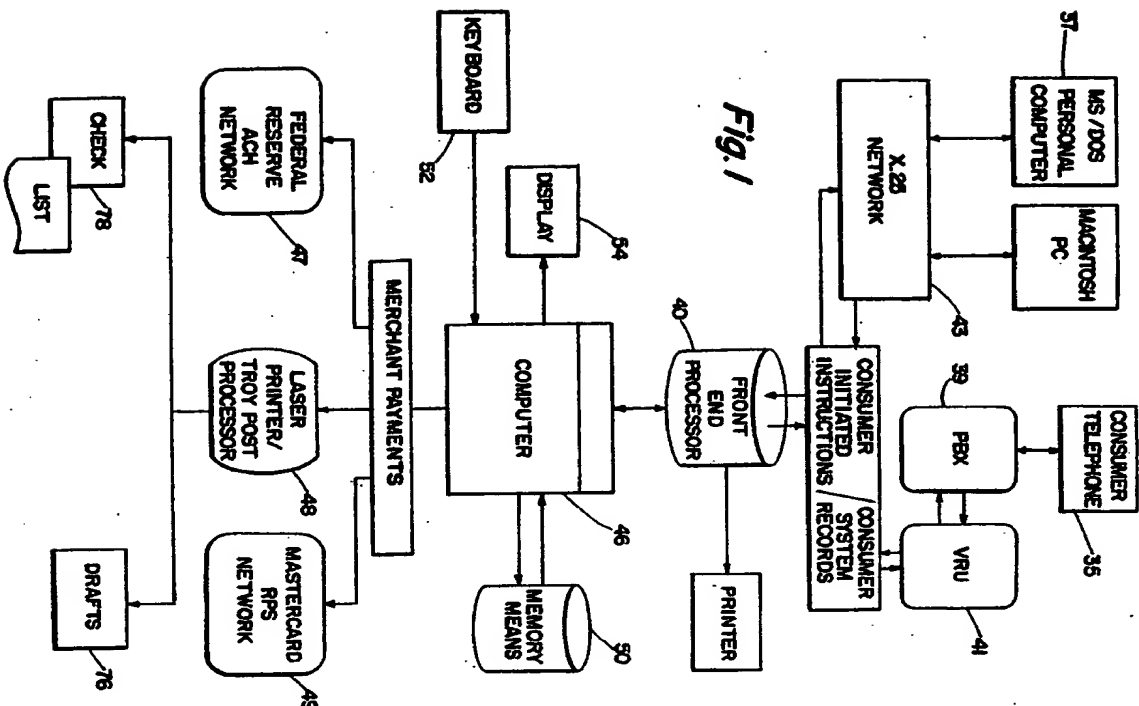 37
MS/DOS
PERSONAL
COMPUTER
MACINTOSH
PC
CONSUMER
TELEPHONE
35
X.25
NETWORK
43
39
PBX
VRU
41
Fig. 1
CONSUMER
INITIATED
INSTRUCTIONS
/
CONSUMER
SYSTEM
RECORDS
40
FRONT
END
PROCESSOR
PRINTER
KEYBOARD
52
DISPLAY
54
COMPUTER
46
MEMORY
MEANS
50
MERCHANT PAYMENTS
FEDERAL
RESERVE
ACH
NETWORK
47
LASER
PRINTER/
TROY POST
PROCESSOR
48
MASTERCARD
RPS
NETWORK
49
CHECK
78
LIST
DRAFTS
76